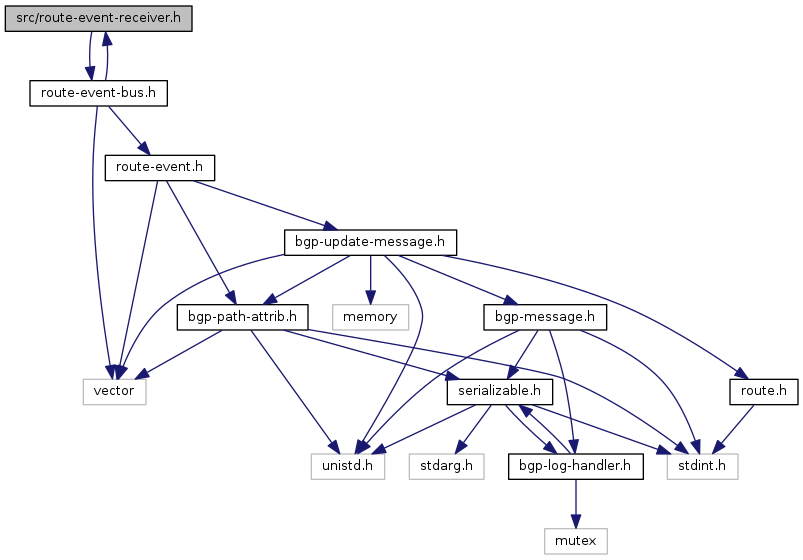 src/route-event-receiver.h
route-event-bus.h
route-event.h
bgp-update-message.h
bgp-path-attrib.h
memory
bgp-message.h
vector
serializable.h
route.h
unistd.h
stdarg.h
bgp-log-handler.h
stdint.h
mutex